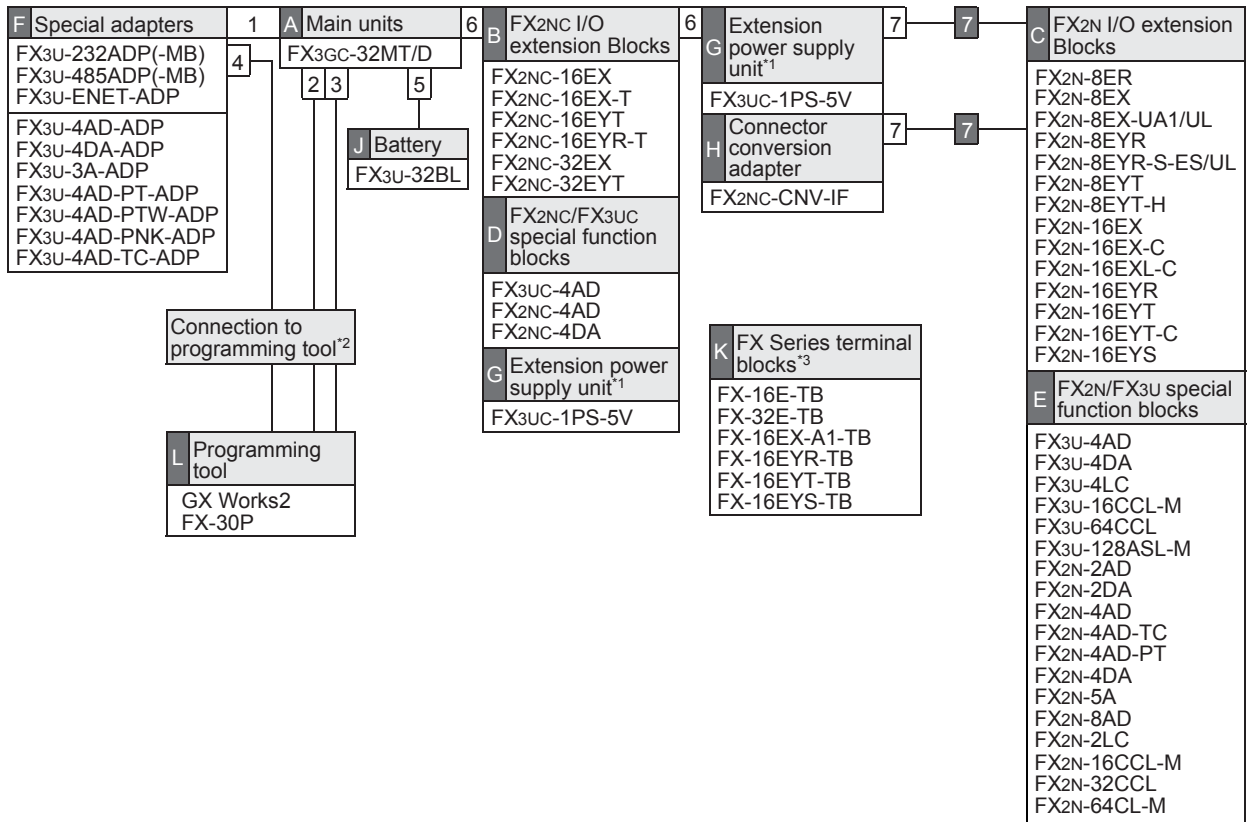 F Special adapters
FX3U-232ADP(-MB)
FX3U-485ADP(-MB)
FX3U-ENET-ADP
FX3U-4AD-ADP
FX3U-4DA-ADP
FX3U-3A-ADP
FX3U-4AD-PT-ADP
FX3U-4AD-PTW-ADP
FX3U-4AD-PNK-ADP
FX3U-4AD-TC-ADP
1
4
A Main units
FX3GC-32MT/D
2 3
5
J Battery
FX3U-32BL
Connection to
programming tool*2
L Programming
tool
GX Works2
FX-30P
6
B FX2NC I/O
extension Blocks
FX2NC-16EX
FX2NC-16EX-T
FX2NC-16EYT
FX2NC-16EYR-T
FX2NC-32EX
FX2NC-32EYT
D FX2NC/FX3UC
special function
blocks
FX3UC-4AD
FX2NC-4AD
FX2NC-4DA
G Extension power
supply unit*1
FX3UC-1PS-5V
6
G Extension
power supply
unit*1
FX3UC-1PS-5V
H Connector
conversion
adapter
FX2NC-CNV-IF
7 7
7 7
K FX Series terminal
blocks*3
FX-16E-TB
FX-32E-TB
FX-16EX-A1-TB
FX-16EYR-TB
FX-16EYT-TB
FX-16EYS-TB
C FX2N I/O extension
Blocks
FX2N-8ER
FX2N-8EX
FX2N-8EX-UA1/UL
FX2N-8EYR
FX2N-8EYR-S-ES/UL
FX2N-8EYT
FX2N-8EYT-H
FX2N-16EX
FX2N-16EX-C
FX2N-16EXL-C
FX2N-16EYR
FX2N-16EYT
FX2N-16EYT-C
FX2N-16EYS
E FX2N/FX3U special
function blocks
FX3U-4AD
FX3U-4DA
FX3U-4LC
FX3U-16CCL-M
FX3U-64CCL
FX3U-128ASL-M
FX2N-2AD
FX2N-2DA
FX2N-4AD
FX2N-4AD-TC
FX2N-4AD-PT
FX2N-4DA
FX2N-5A
FX2N-8AD
FX2N-2LC
FX2N-16CCL-M
FX2N-32CCL
FX2N-64CL-M